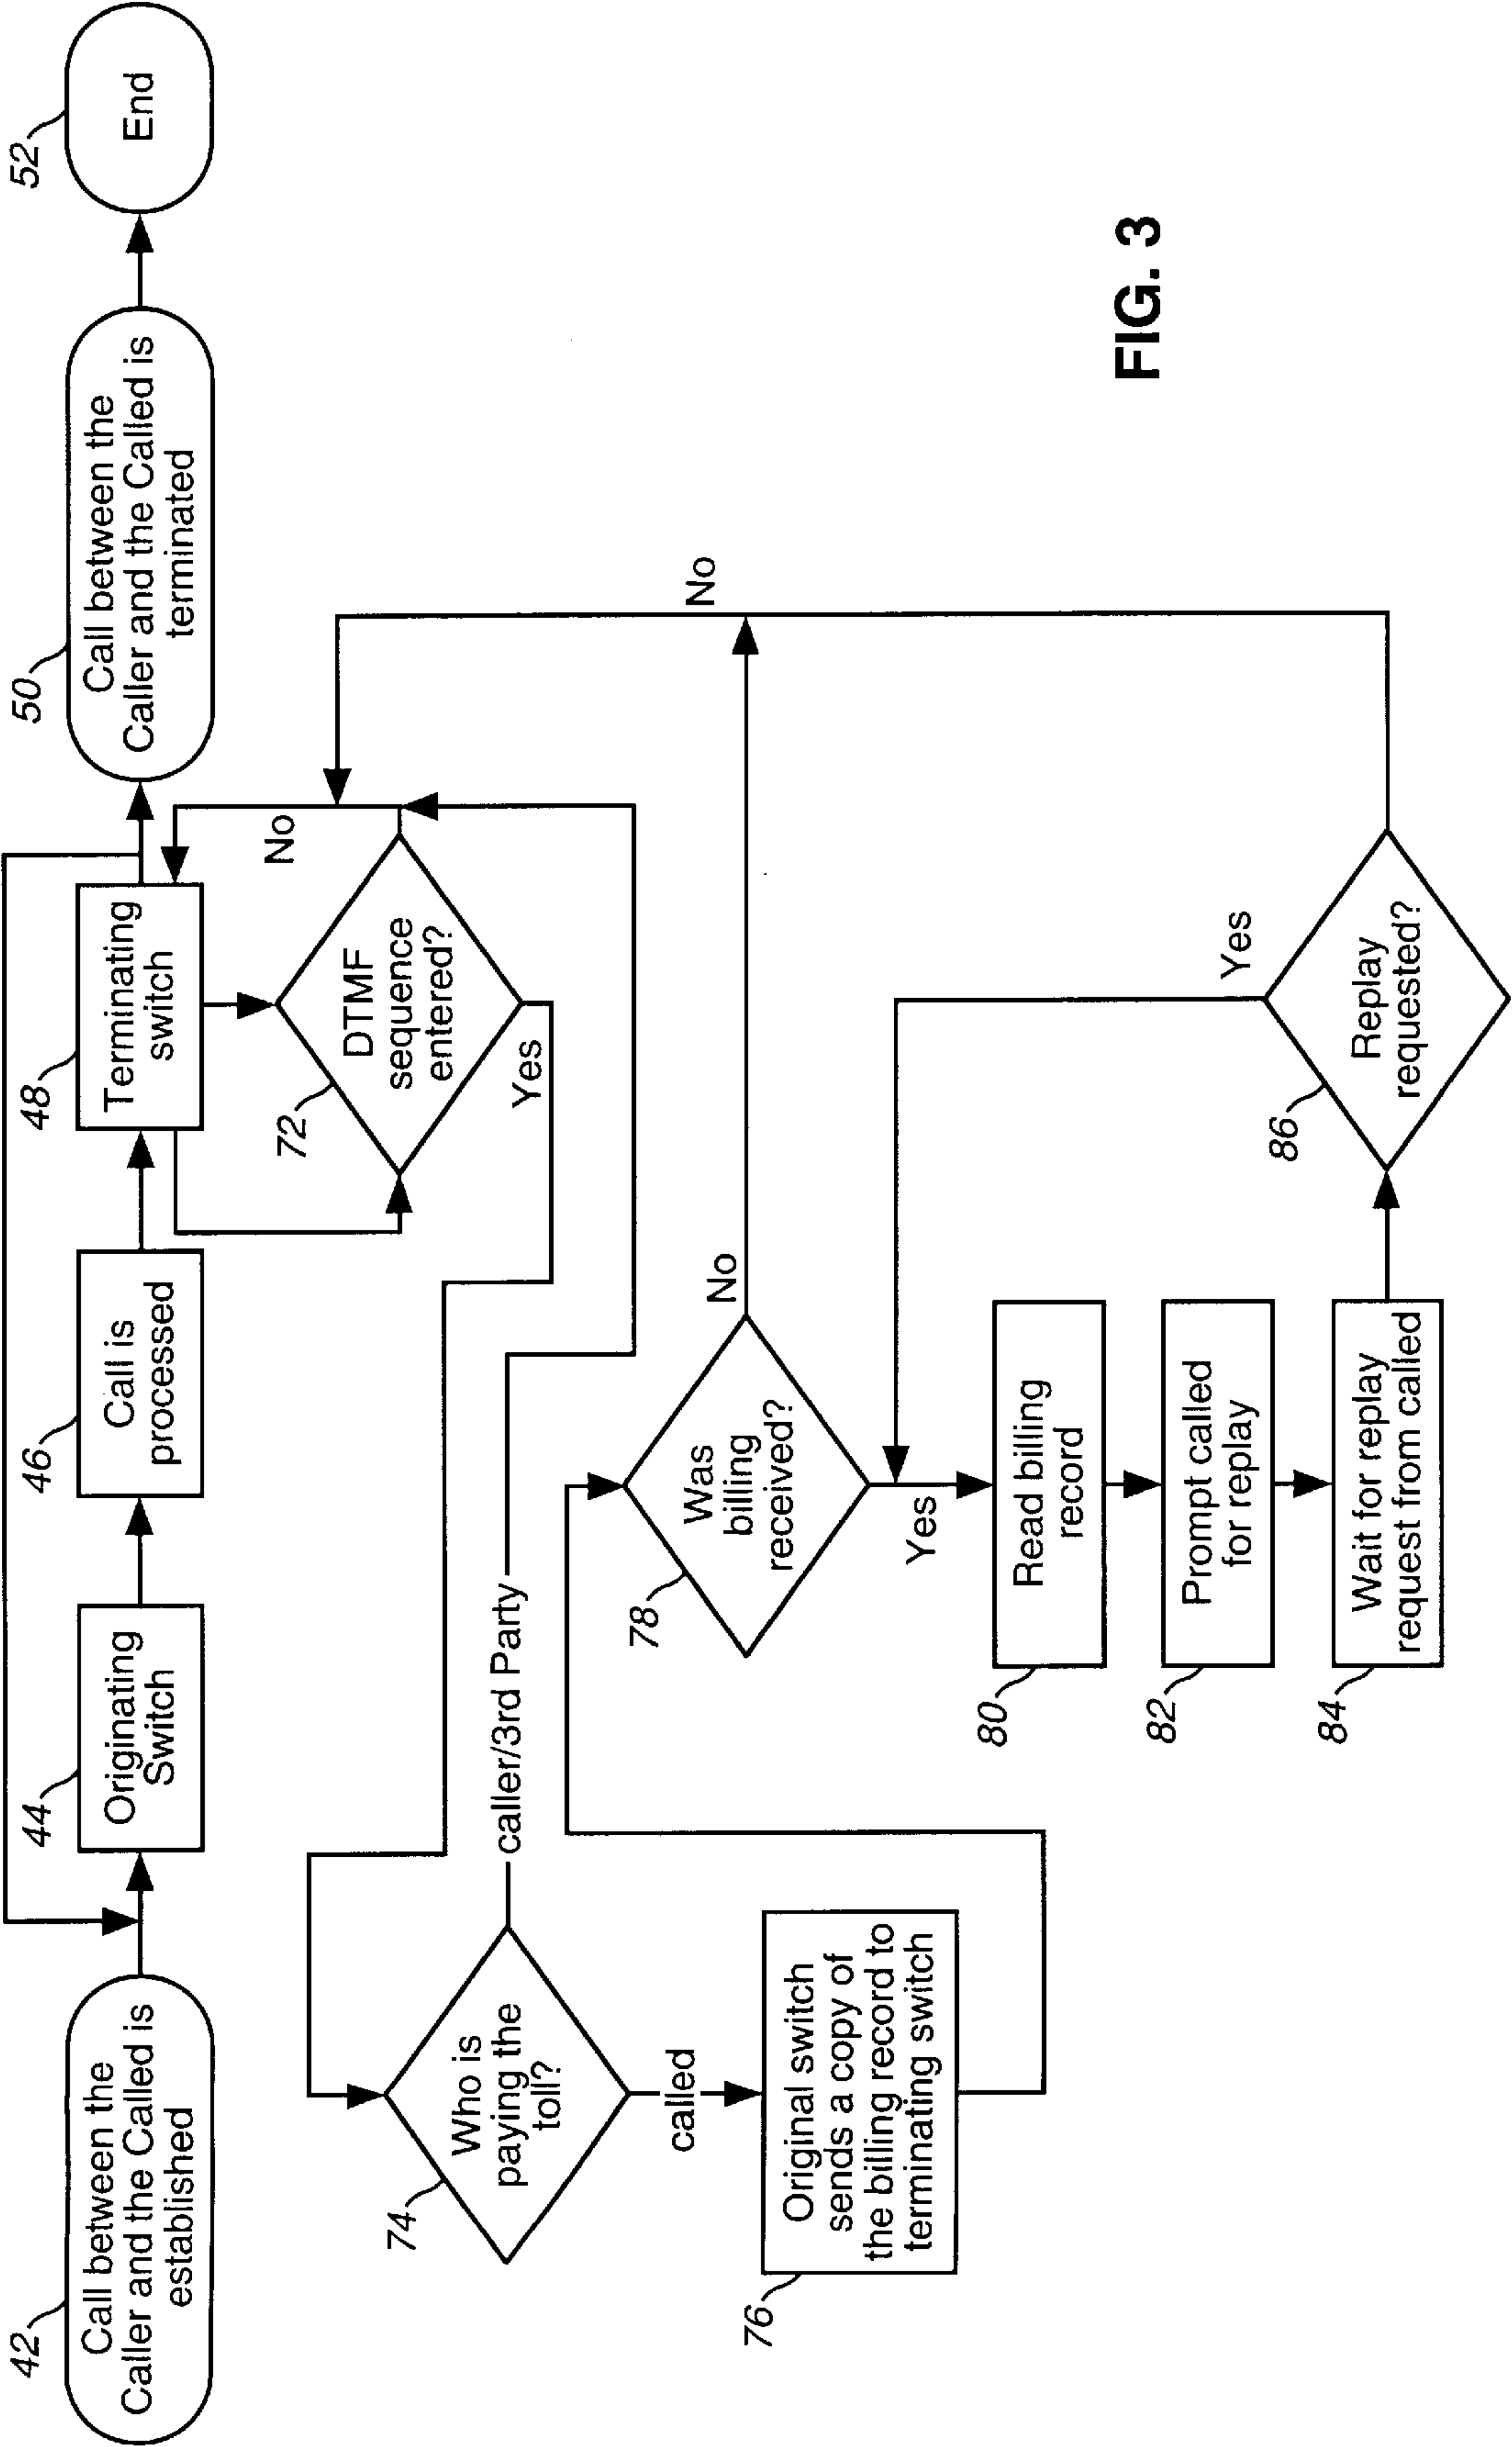 42
Call between the
Caller and the Called is
established
44
Originating
Switch
46
Call is
processed
48
Terminating
switch
50
Call between the
Caller and the Called is
terminated
52
End
72
DTMF
sequence
entered?
No
Yes
74
Who is
paying the
toll?
caller/3rd Party
called
76
Original switch
sends a copy of
the billing record to
terminating switch
78
Was
billing
received?
No
Yes
No
80
Read billing
record
82
Prompt called
for replay
84
Wait for replay
request from called
86
Replay
requested?
Yes
FIG. 3